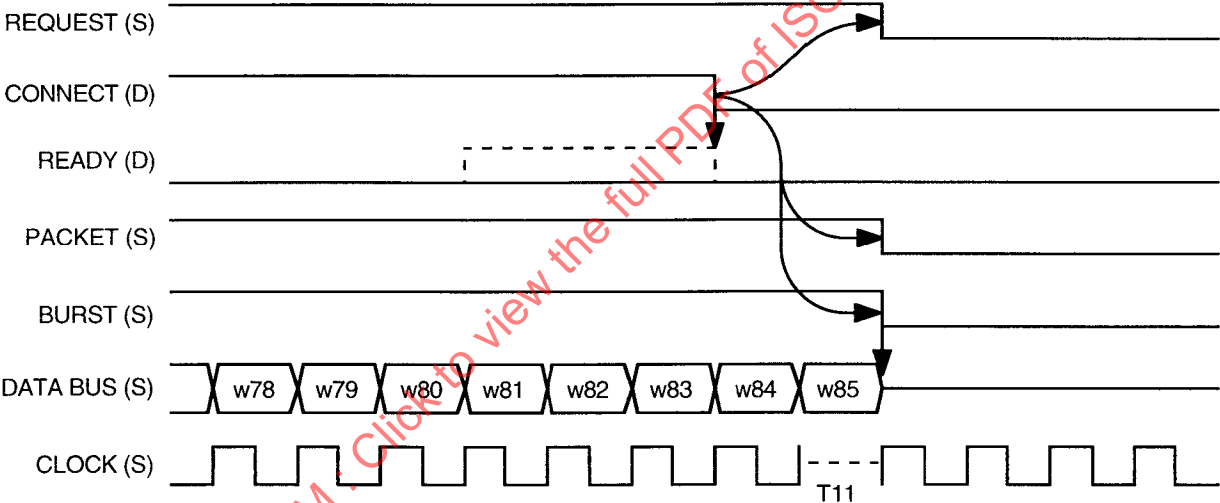 REQUEST (S)
CONNECT (D)
READY (D)
PACKET (S)
BURST (S)
DATA BUS (S)
w78 w79 w80 w81 w82 w83 w84 w85
CLOCK (S)
T11
M : Click to view the full PDF of ISO